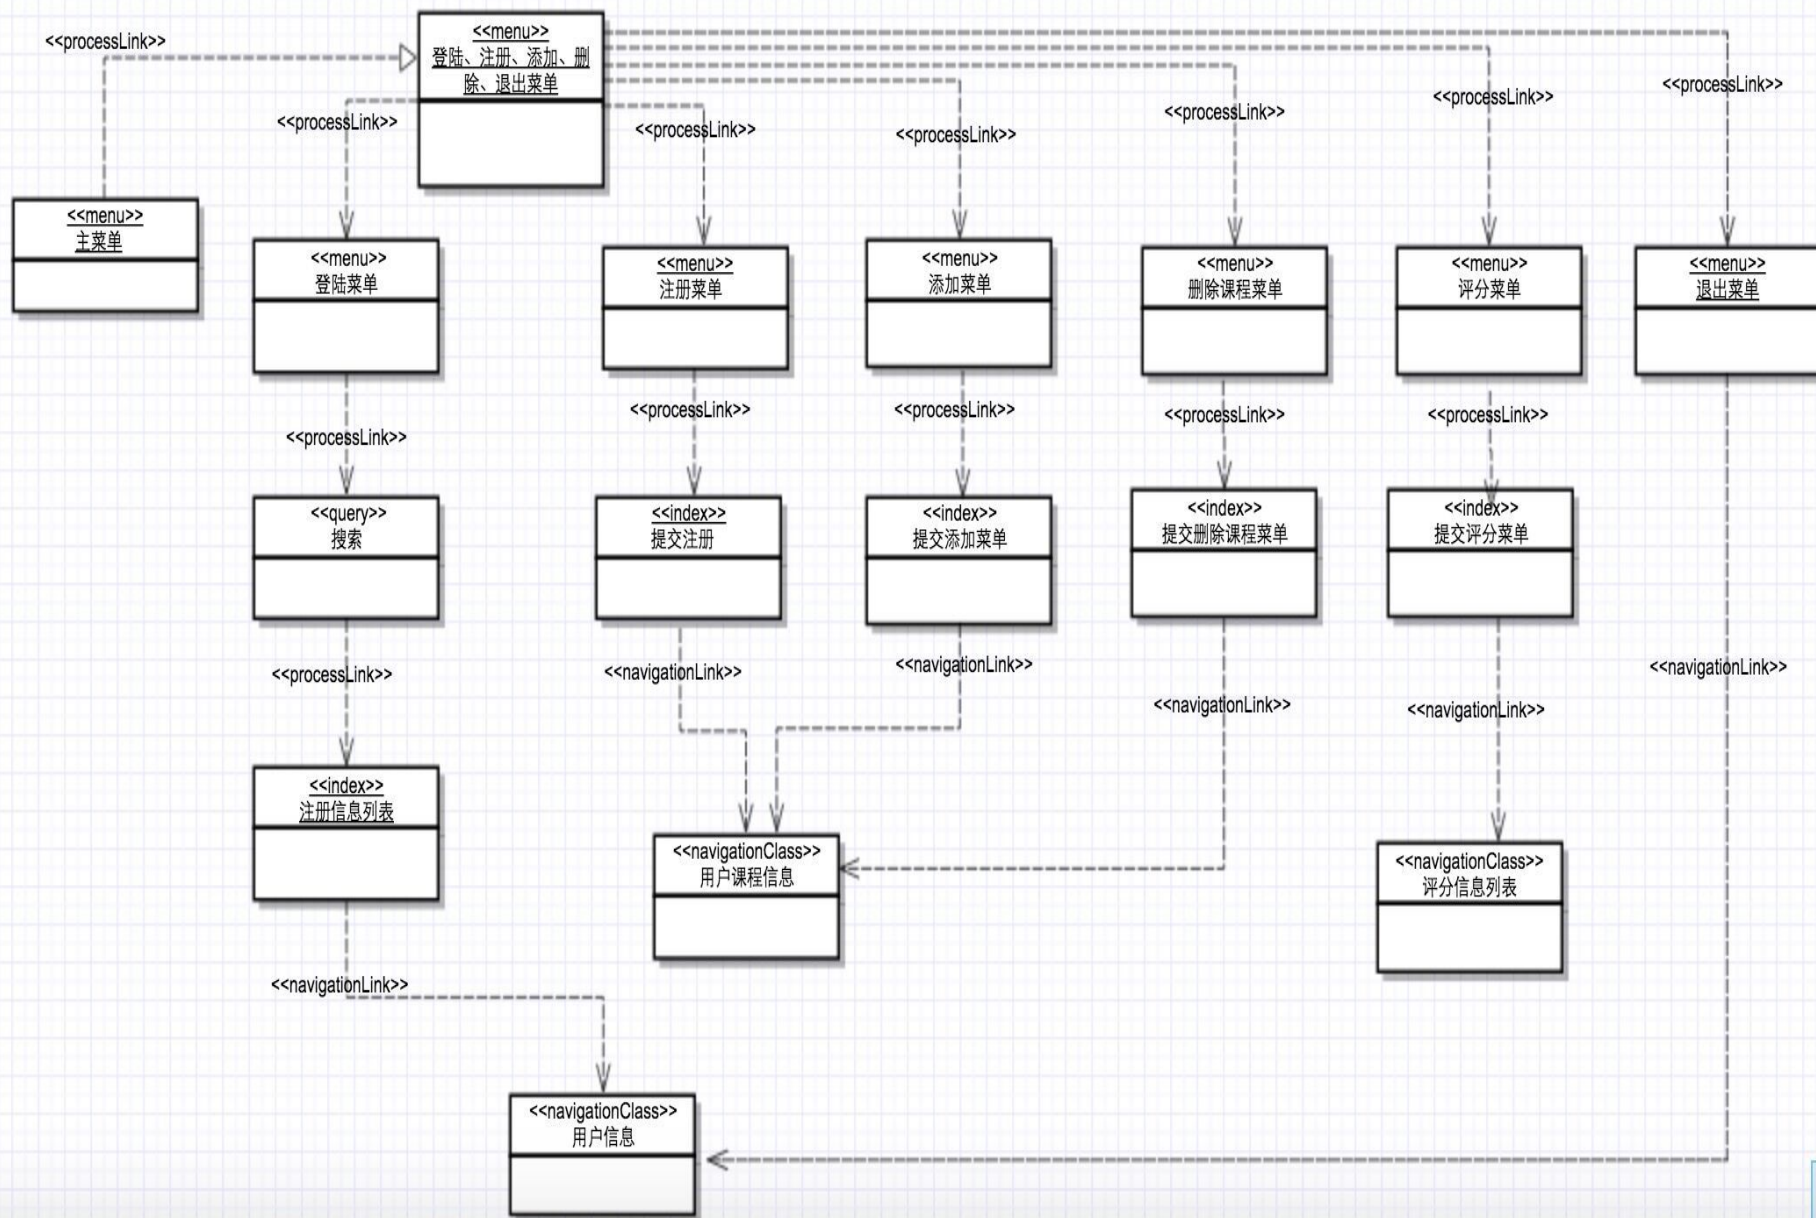 <<processLink>>
<<menu>>
登陆、注册、添加、删
除、退出菜单
<<processLink>>
<<processLink>>
<<processLink>>
<<processLink>>
<<processLink>>
<<processLink>>
<<menu>>
主菜单
<<menu>>
登陆菜单
<<menu>>
注册菜单
<<menu>>
添加菜单
<<menu>>
删除课程菜单
<<menu>>
评分菜单
<<menu>>
退出菜单
<<processLink>>
<<processLink>>
<<processLink>>
<<processLink>>
<<processLink>>
<<query>>
搜索
<<index>>
提交注册
<<index>>
提交添加菜单
<<index>>
提交删除课程菜单
<<index>>
提交评分菜单
<<processLink>>
<<navigationLink>>
<<navigationLink>>
<<navigationLink>>
<<navigationLink>>
<<navigationLink>>
<<index>>
注册信息列表
<<navigationClass>>
用户课程信息
<<navigationClass>>
评分信息列表
<<navigationLink>>
<<navigationClass>>
用户信息